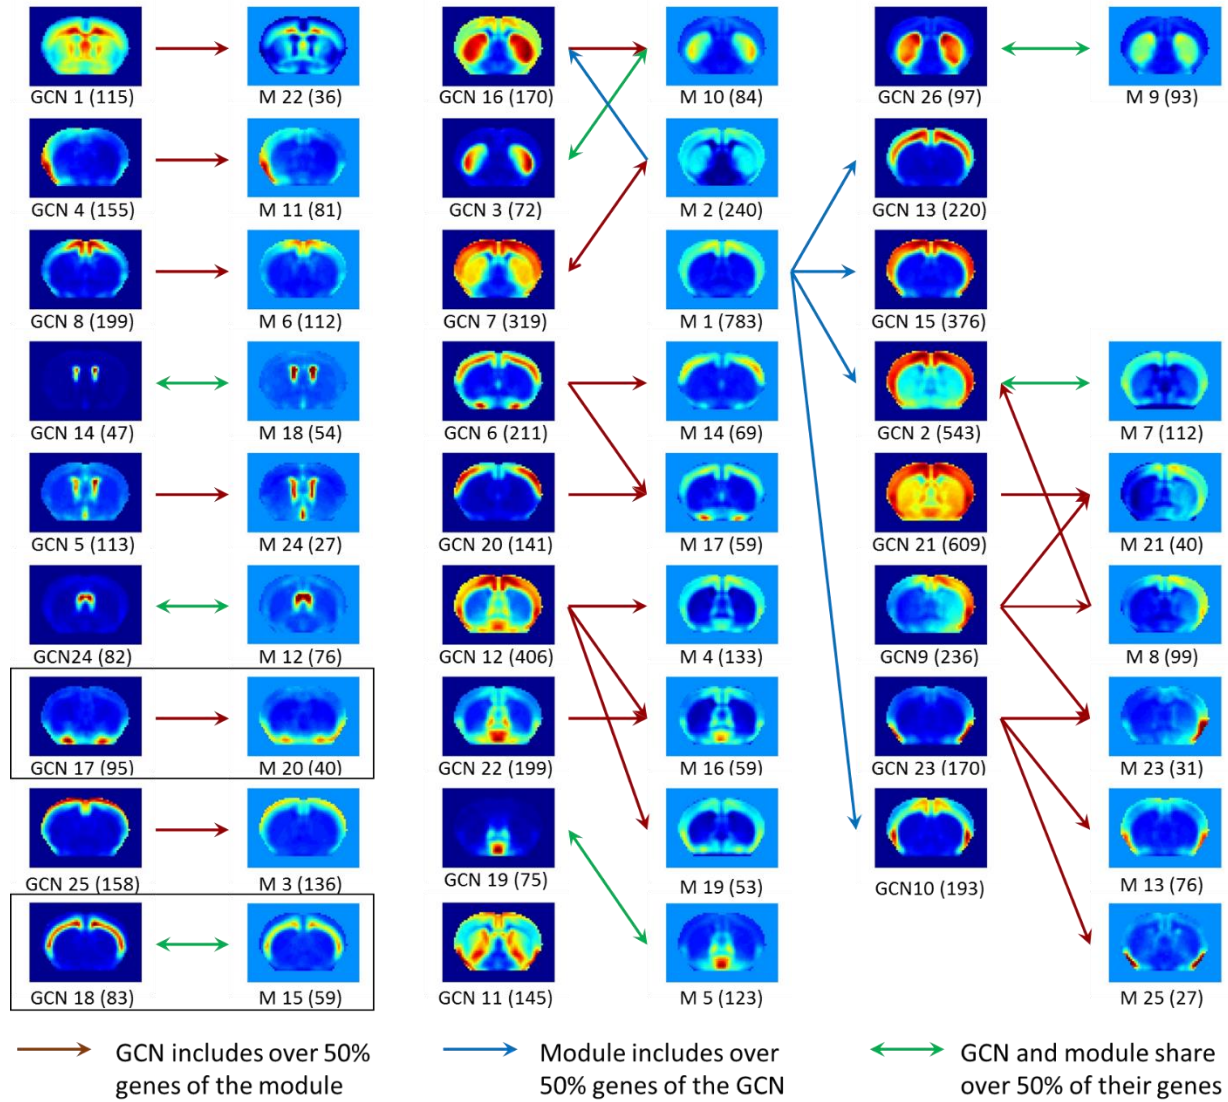 GCN 1 (115)
M 22 (36)
GCN 16 (170)
M 10 (84)
GCN 26 (97)
M 9 (93)
GCN 4 (155)
M 11 (81)
GCN 3 (72)
M 2 (240)
GCN 13 (220)
GCN 8 (199)
M 6 (112)
GCN 7 (319)
M 1 (783)
GCN 15 (376)
GCN 14 (47)
M 18 (54)
GCN 6 (211)
M 14 (69)
GCN 2 (543)
M 7 (112)
GCN 5 (113)
M 24 (27)
GCN 20 (141)
M 17 (59)
GCN 21 (609)
M 21 (40)
GCN24 (82)
M 12 (76)
GCN 12 (406)
M 4 (133)
GCN9 (236)
M 8 (99)
GCN 17 (95)
M 20 (40)
GCN 22 (199)
M 16 (59)
GCN 23 (170)
M 23 (31)
GCN 25 (158)
M 3 (136)
GCN 19 (75)
M 19 (53)
GCN10 (193)
M 13 (76)
GCN 18 (83)
M 15 (59)
GCN 11 (145)
M 5 (123)
M 25 (27)
GCN includes over 50%
genes of the module
Module includes over
50% genes of the GCN
GCN and module share
over 50% of their genes